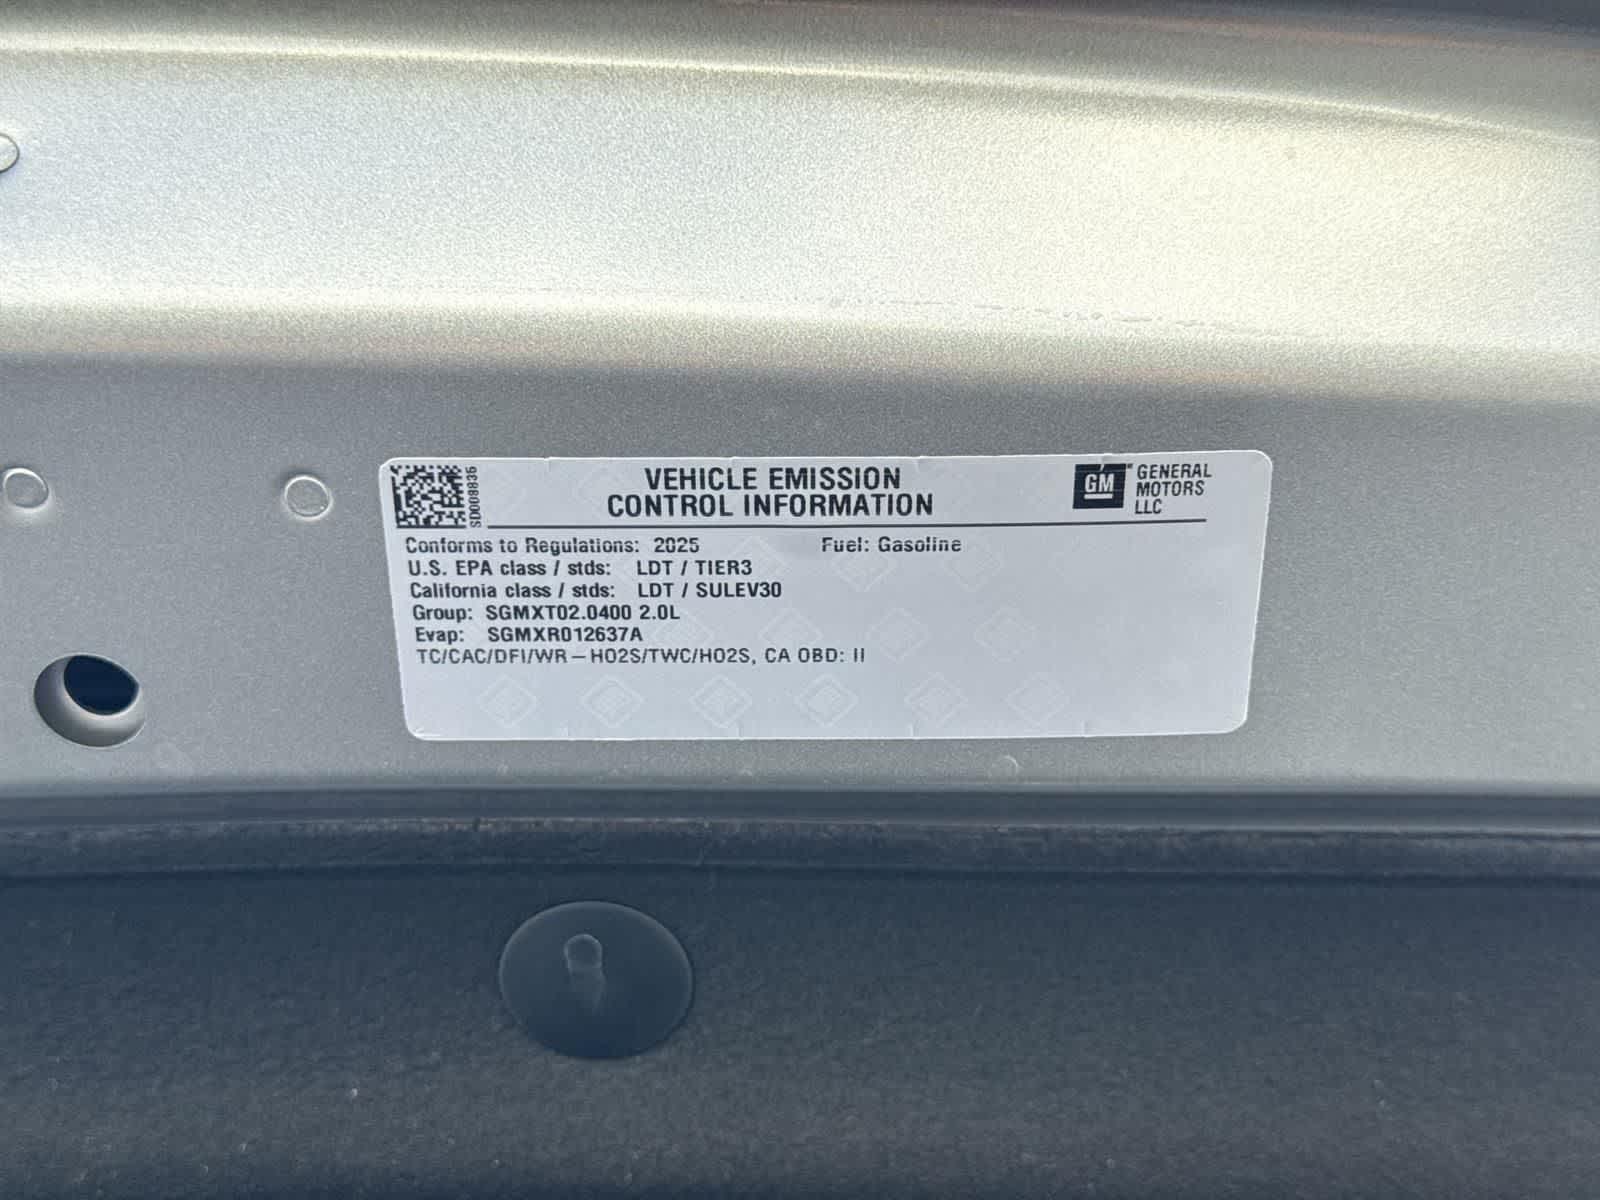 SD008836
VEHICLE EMISSION
CONTROL INFORMATION
GM
GENERAL
MOTORS
LLC
Conforms to Regulations: 2025 Fuel: Gasoline
U.S. EPA class / stds: LDT / TIER3
California class / stds: LDT / SULEV30
Group: SGMXT02.0400 2.0L
Evap: SGMXR012637A
TC/CAC/DFI/WR-HO2S/TWC/HO2S, CA OBD: II